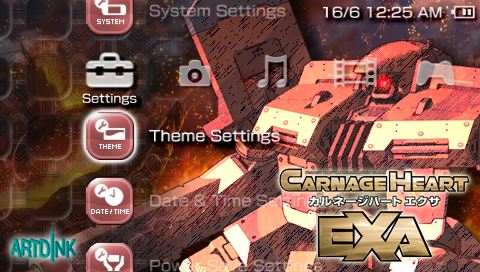 System Settings
16/6 12:25 AM
SYSTEM
Settings
THEME
Theme Settings
DATE/TIME
Date & Time Settings
Power Save Settings
CARNAGE HEART
カルネージハート エクサ
EXA
ARTDINK